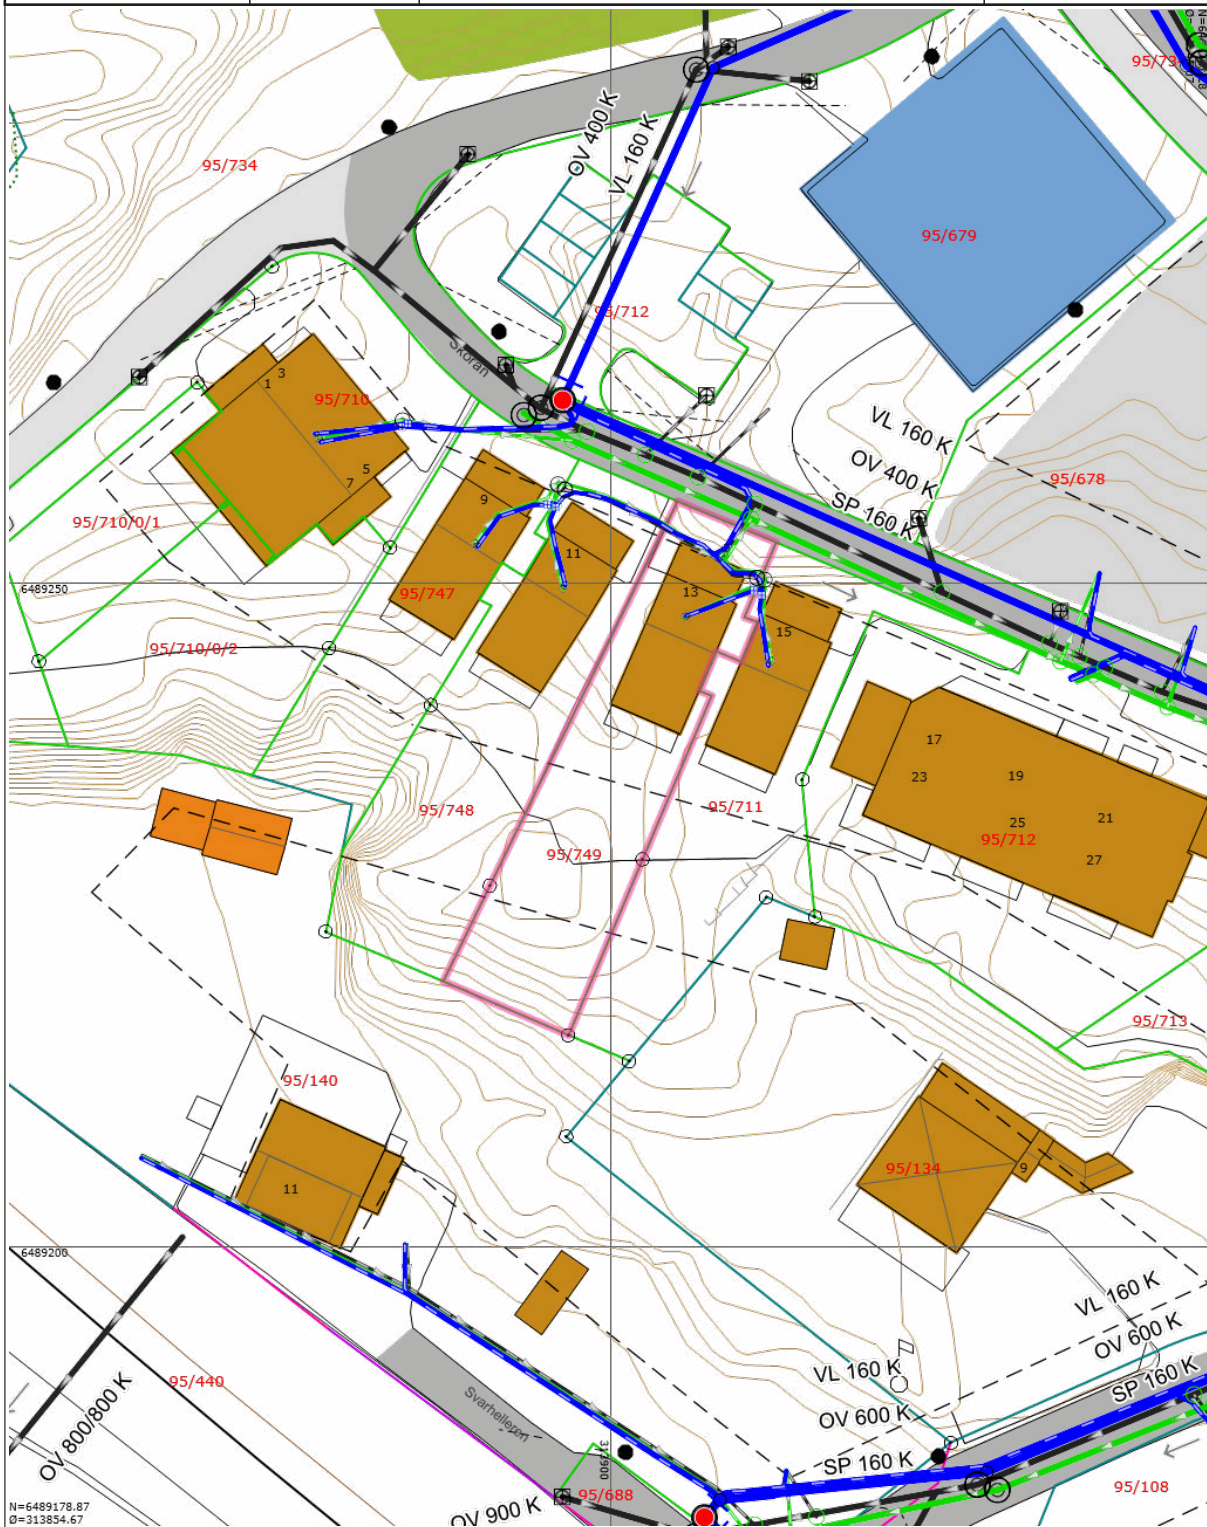 95/734
OV 400 K
VL 160 K
95/679
95/712
Skoran
3
1
95/710
5
7
VL 160 K
OV 400 K
SP 160 K
95/678
95/710/0/1
9
11
6489250
95/747
13
15
95/710/0/2
17
23
19
95/748
95/711
21
25
95/712
95/749
27
95/713
95/140
95/134
9
11
6489200
VL 160 K
OV 600 K
VL 160 K
SP 160 K
95/440
OV 600 K
Svarhelleren
OV 800/800 K
313900
SP 160 K
95/688
95/108
OV 900 K
N=6489178.87
Ø=313854.67